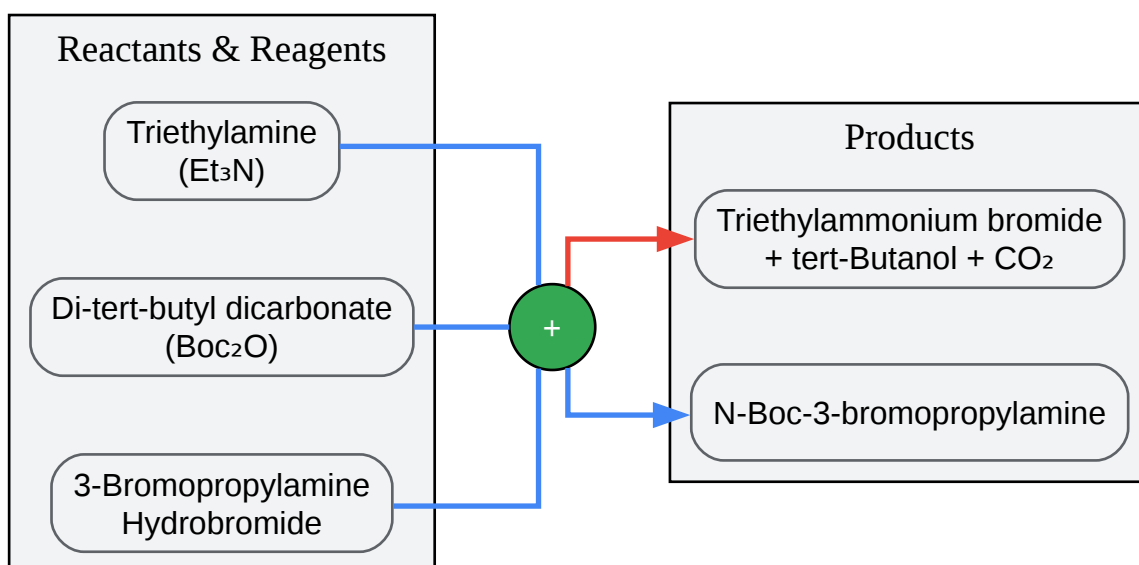 Reactants & Reagents
Triethylamine
(Et₃N)
Di-tert-butyl dicarbonate
(Boc₂O)
3-Bromopropylamine
Hydrobromide
+
Products
Triethylammonium bromide
+ tert-Butanol + CO₂
N-Boc-3-bromopropylamine